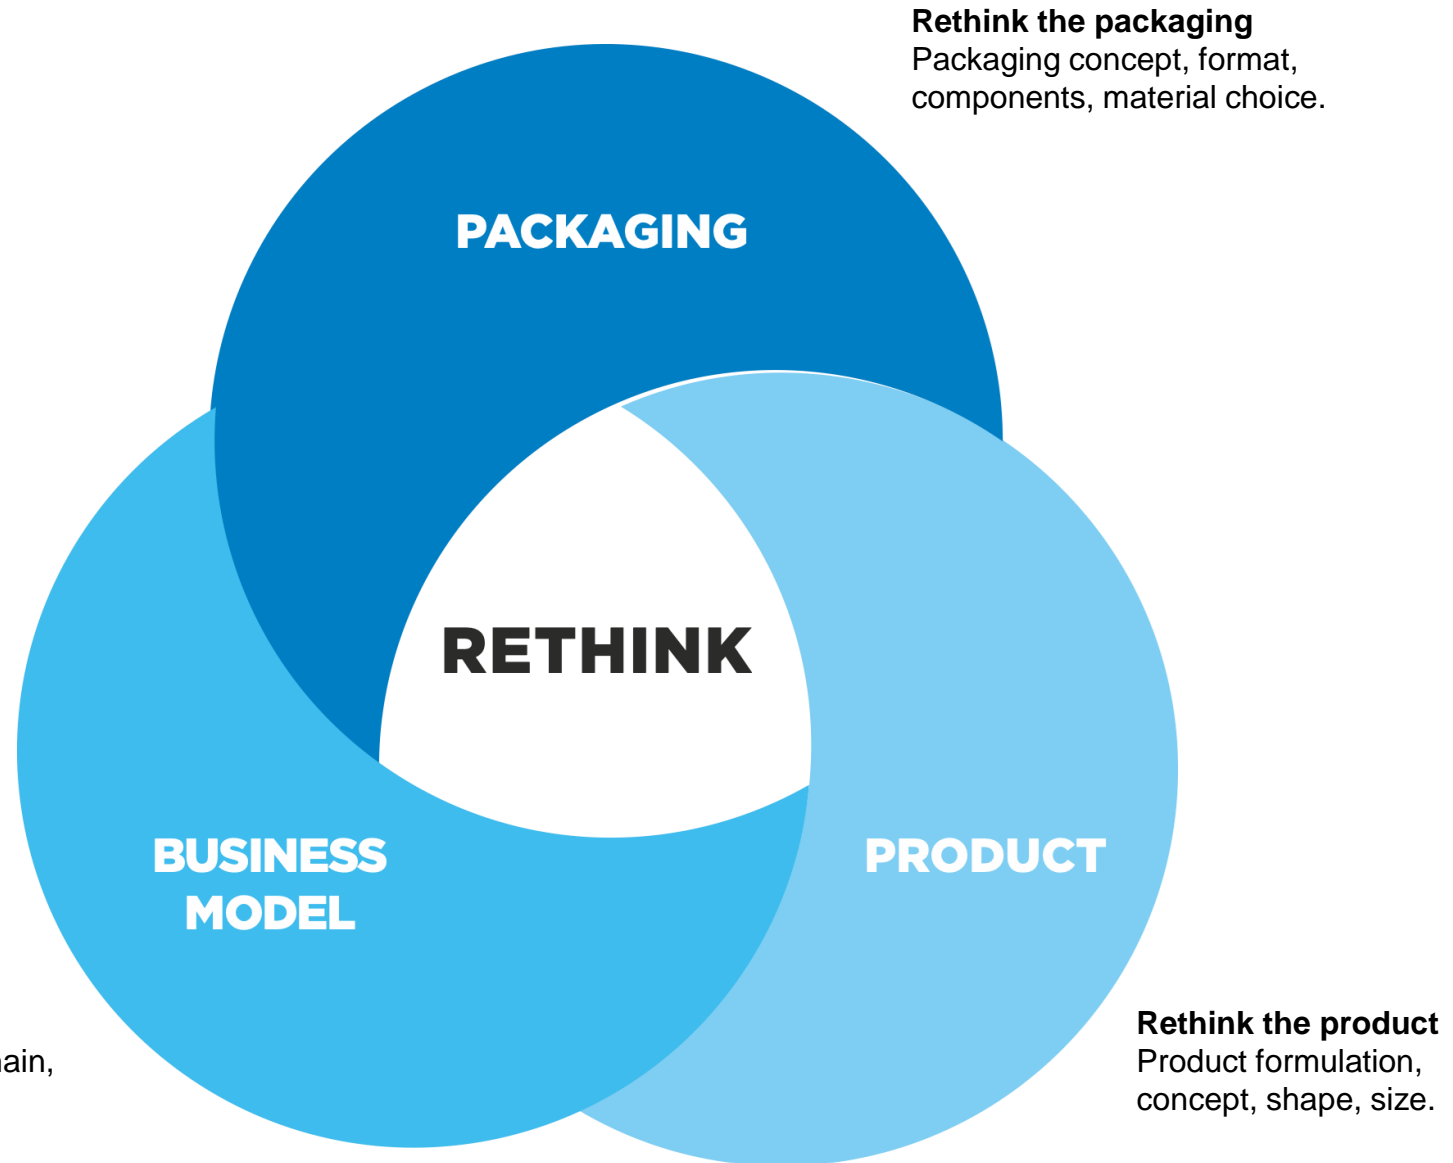 Rethink the packaging
Packaging concept, format,
components, material choice.
PACKAGING
RETHINK
BUSINESS
MODEL
PRODUCT
Rethink the product
Product formulation,
concept, shape, size.